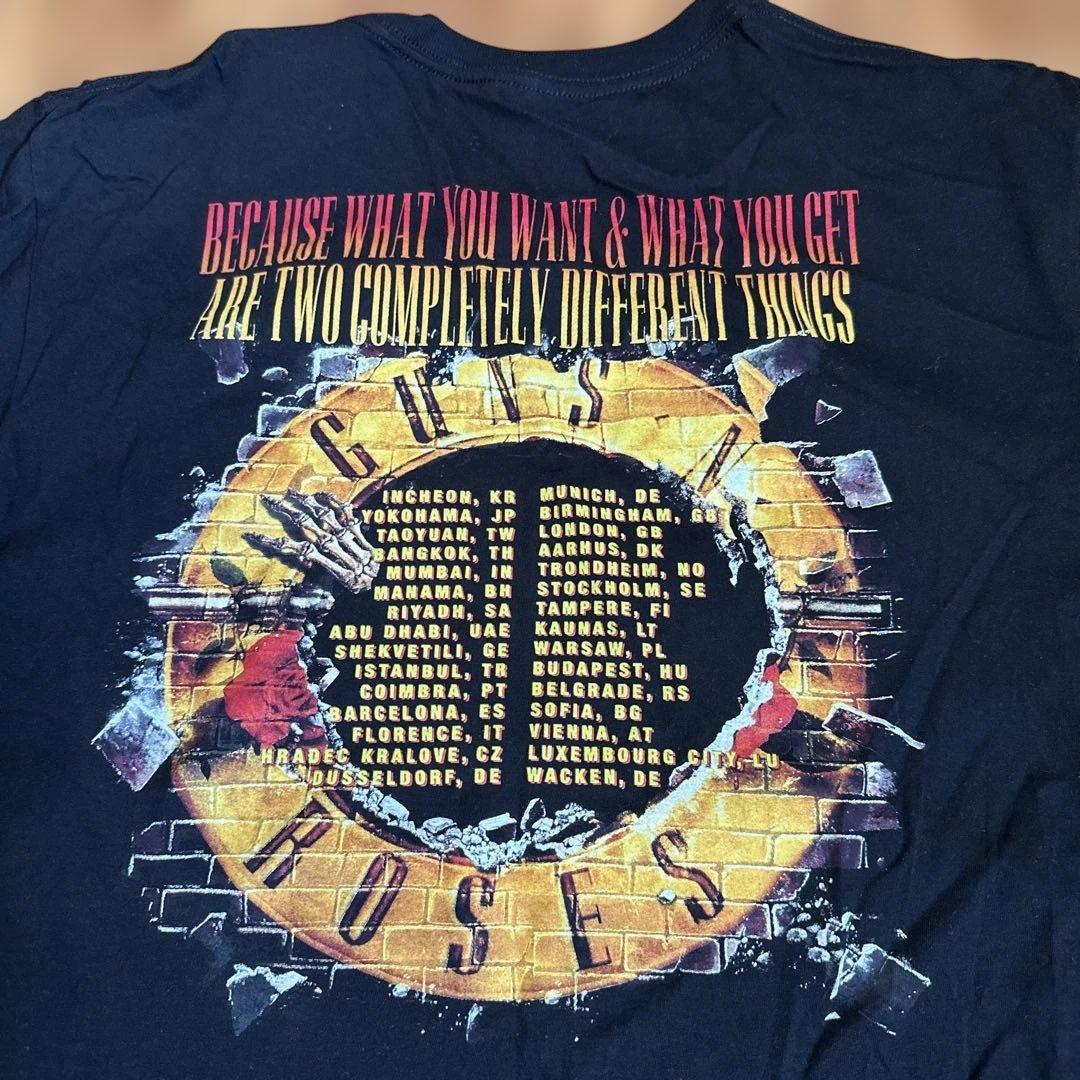 BECAUSE WHAT YOU WANT & WHAT YOU GET
ARE TWO COMPLETELY DIFFERENT THINGS
GUNS N
INCHEON, KR
YOKOHAMA, JP
TAOYUAN, TW
BANGKOK, TH
MUMBAI, IN
MANAMA, BH
RIYADH, SA
ABU DHABI, UAE
SHEKVETILI, GE
ISTANBUL, TR
COIMBRA, PT
BARCELONA, ES
FLORENCE, IT
HRADEC KRALOVE, CZ
DUSSELDORF, DE
MUNICH, DE
BIRMINGHAM, GB
LONDON, GB
AARHUS, DK
TRONDHEIM, NO
STOCKHOLM, SE
TAMPERE, FI
KAUNAS, LT
WARSAW, PL
BUDAPEST, HU
BELGRADE, RS
SOFIA, BG
VIENNA, AT
LUXEMBOURG CITY, LU
WACKEN, DE
ROSES